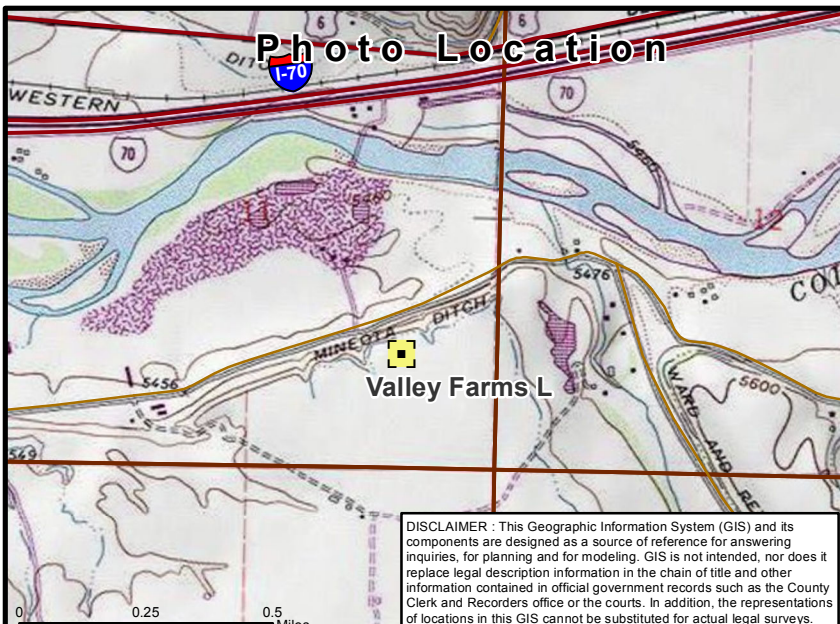 6
6
Photo Location
DITCH
I-70
WESTERN
70
70
5460
11
5460
12
5476
MINEOTA DITCH
Valley Farms L
5456
5600
WARD AND
549
0 0.25 0.5
Miles
DISCLAIMER : This Geographic Information System (GIS) and its
components are designed as a source of reference for answering
inquiries, for planning and for modeling. GIS is not intended, nor does it
replace legal description information in the chain of title and other
information contained in official government records such as the County
Clerk and Recorders office or the courts. In addition, the representations
of locations in this GIS cannot be substituted for actual legal surveys.